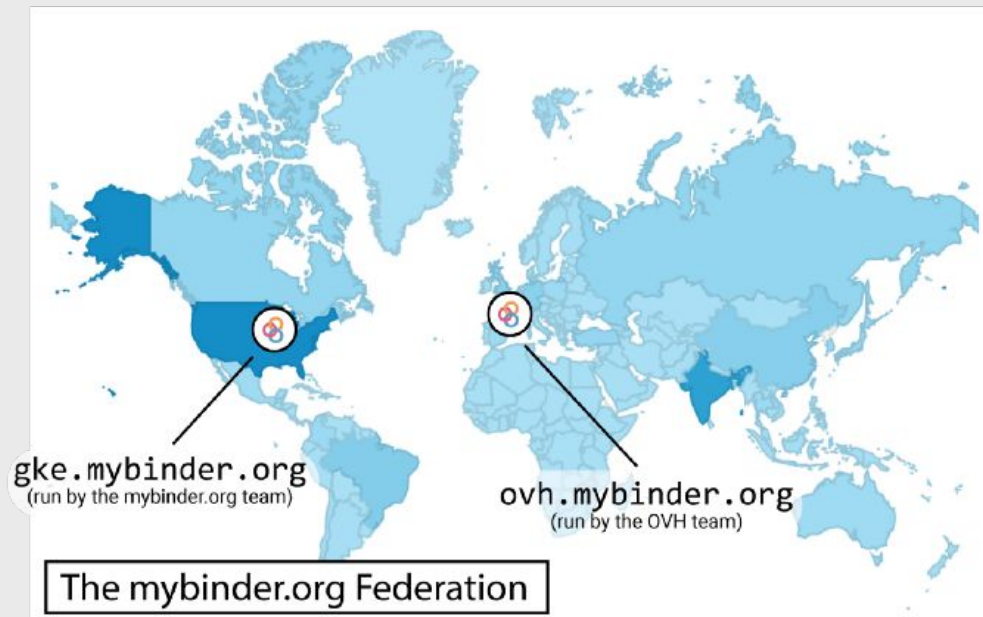 gke.mybinder.org
(run by the mybinder.org team)
ovh.mybinder.org
(run by the OVH team)
The mybinder.org Federation